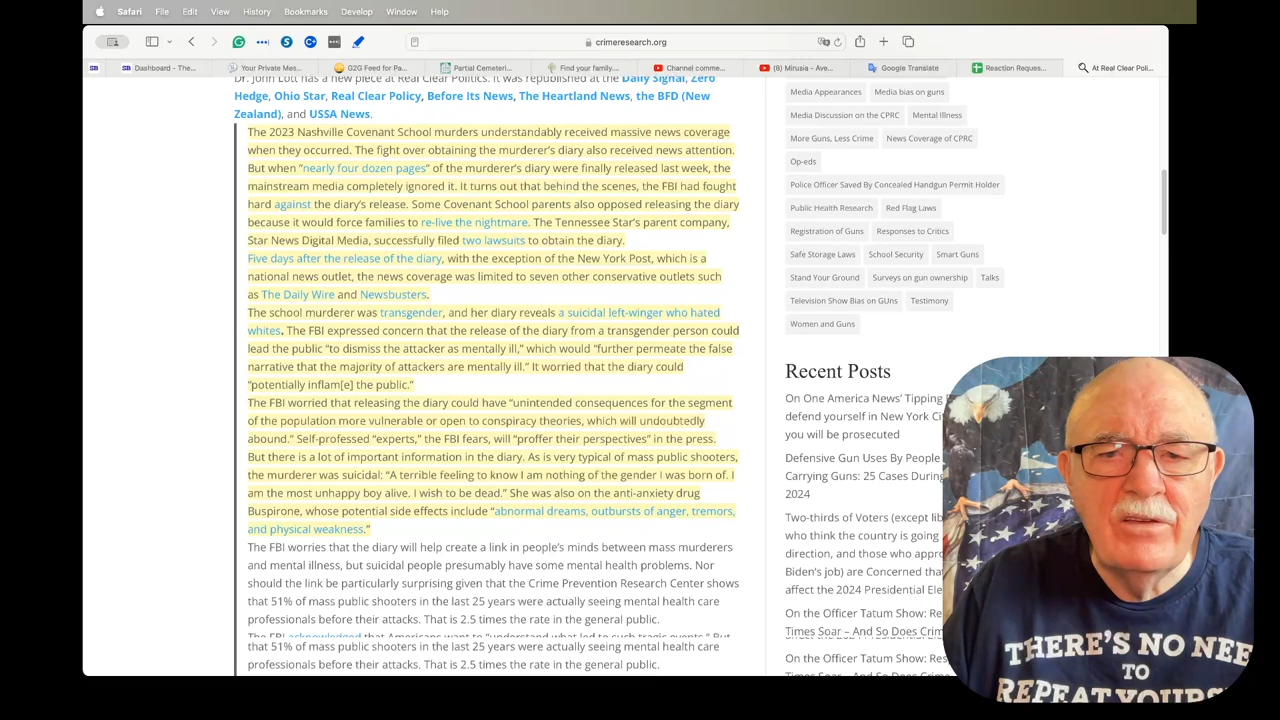 Safari File Edit View History Bookmarks Develop Window Help
crimeresearch.org
Dashboard - The...
Your Private Mes...
G2G Feed for Pa...
Partial Cemeteri...
Find your family....
Channel comme...
(8) Mirusia - Ave...
Google Translate
Reaction Reques...
At Real Clear Poli...
Dr. John Lott has a new piece at Real Clear Politics. It was republished at the Daily Signal, Zero
Hedge, Ohio Star, Real Clear Policy, Before Its News, The Heartland News, the BFD (New
Zealand), and USSA News.
The 2023 Nashville Covenant School murders understandably received massive news coverage
when they occurred. The fight over obtaining the murderer's diary also received news attention.
But when "nearly four dozen pages" of the murderer's diary were finally released last week, the
mainstream media completely ignored it. It turns out that behind the scenes, the FBI had fought
hard against the diary's release. Some Covenant School parents also opposed releasing the diary
because it would force families to re-live the nightmare. The Tennessee Star's parent company,
Star News Digital Media, successfully filed two lawsuits to obtain the diary.
Five days after the release of the diary, with the exception of the New York Post, which is a
national news outlet, the news coverage was limited to seven other conservative outlets such
as The Daily Wire and Newsbusters.
The school murderer was transgender, and her diary reveals a suicidal left-winger who hated
whites. The FBI expressed concern that the release of the diary from a transgender person could
lead the public "to dismiss the attacker as mentally ill," which would "further permeate the false
narrative that the majority of attackers are mentally ill." It worried that the diary could
"potentially inflam[e] the public."
The FBI worried that releasing the diary could have "unintended consequences for the segment
of the population more vulnerable or open to conspiracy theories, which will undoubtedly
abound." Self-professed "experts," the FBI fears, will "proffer their perspectives" in the press.
But there is a lot of important information in the diary. As is very typical of mass public shooters,
the murderer was suicidal: "A terrible feeling to know I am nothing of the gender I was born of. I
am the most unhappy boy alive. I wish to be dead." She was also on the anti-anxiety drug
Buspirone, whose potential side effects include "abnormal dreams, outbursts of anger, tremors,
and physical weakness."
The FBI worries that the diary will help create a link in people's minds between mass murderers
and mental illness, but suicidal people presumably have some mental health problems. Nor
should the link be particularly surprising given that the Crime Prevention Research Center shows
that 51% of mass public shooters in the last 25 years were actually seeing mental health care
professionals before their attacks. That is 2.5 times the rate in the general public.
The FBI acknowledged that Americans want to "understand what led to such tragic events." But
that 51% of mass public shooters in the last 25 years were actually seeing mental health care
professionals before their attacks. That is 2.5 times the rate in the general public.
Media Appearances Media bias on guns
Media Discussion on the CPRC Mental Illness
More Guns, Less Crime News Coverage of CPRC
Op-eds
Police Officer Saved By Concealed Handgun Permit Holder
Public Health Research Red Flag Laws
Registration of Guns Responses to Critics
Safe Storage Laws School Security Smart Guns
Stand Your Ground Surveys on gun ownership Talks
Television Show Bias on GUns Testimony
Women and Guns
Recent Posts
On One America News' Tipping
defend yourself in New York
you will be prosecuted
Defensive Gun Uses By People
Carrying Guns: 25 Cases During
2024
Two-thirds of Voters (except
who think the country is going
direction, and those who
Biden's job) are Concerned
affect the 2024 Presidential
On the Officer Tatum Show:
Times Soar – And So Does
On the Officer Tatum Show:
Times Soar – And So Does
THERE'S NO NEE
TO
REPEAT YOURS